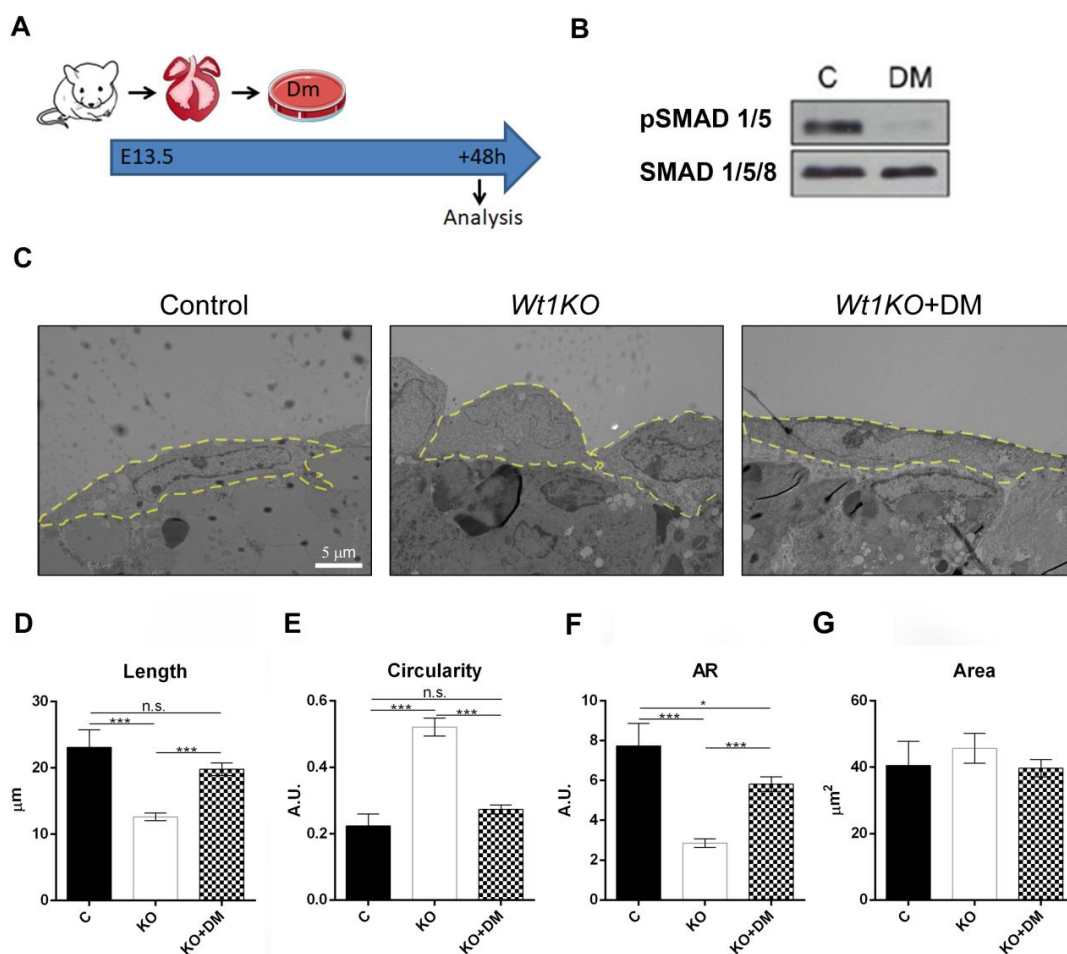 A
Dm
E13.5
+48h
Analysis
B
C DM
pSMAD 1/5
SMAD 1/5/8
C
Control
Wt1KO
Wt1KO+DM
5 μm
D
Length
n.s.
***
***
30
20
10
0
μm
C
KO
KO+DM
E
Circularity
n.s.
***
***
0.6
0.4
0.2
0.0
A.U.
C
KO
KO+DM
F
AR
*
***
***
10
8
6
4
2
0
A.U.
C
KO
KO+DM
G
Area
60
40
20
0
μm²
C
KO
KO+DM